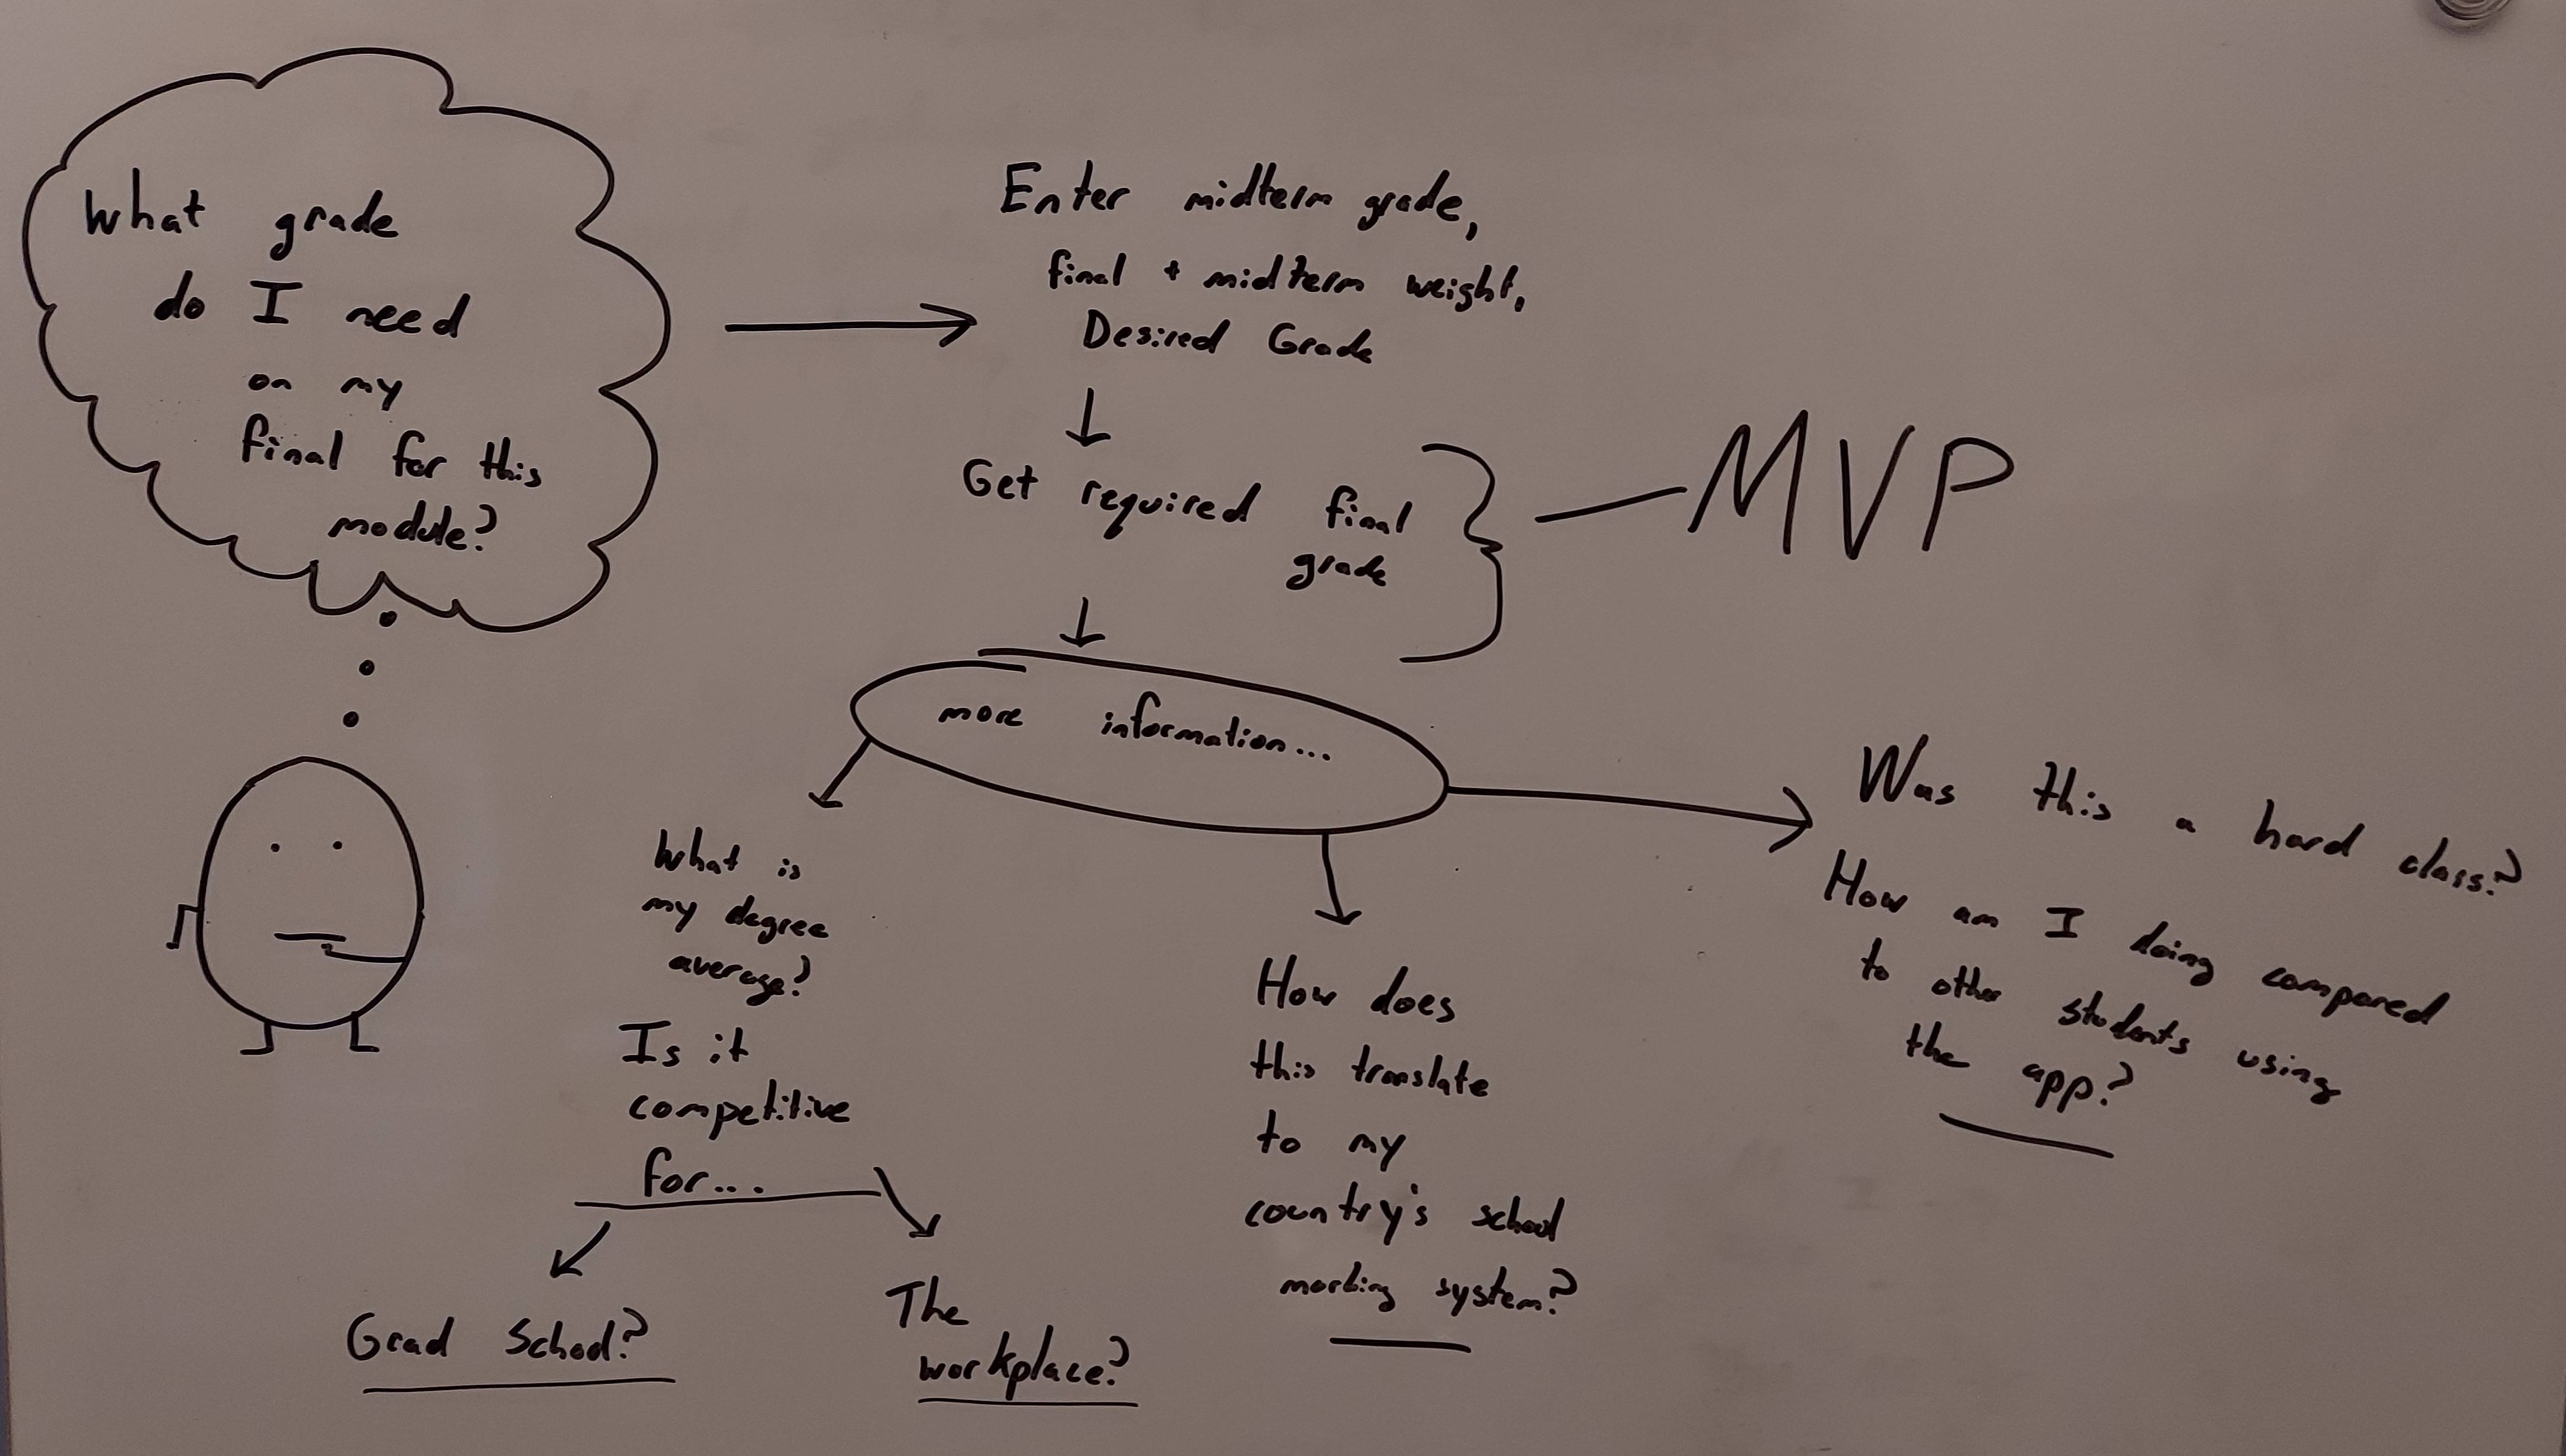 What grade
do I need
on my
final for this
module?
Enter midterm grade,
final + midterm weight,
Desired Grade
Get required final
grade
MVP
more information...
What is
my degree
average?
Is it
competitive
for...
Grad School?
The
workplace?
How does
this translate
to my
country's school
marking system?
Was this a hard class?
How am I doing compared
to other students using
the app?